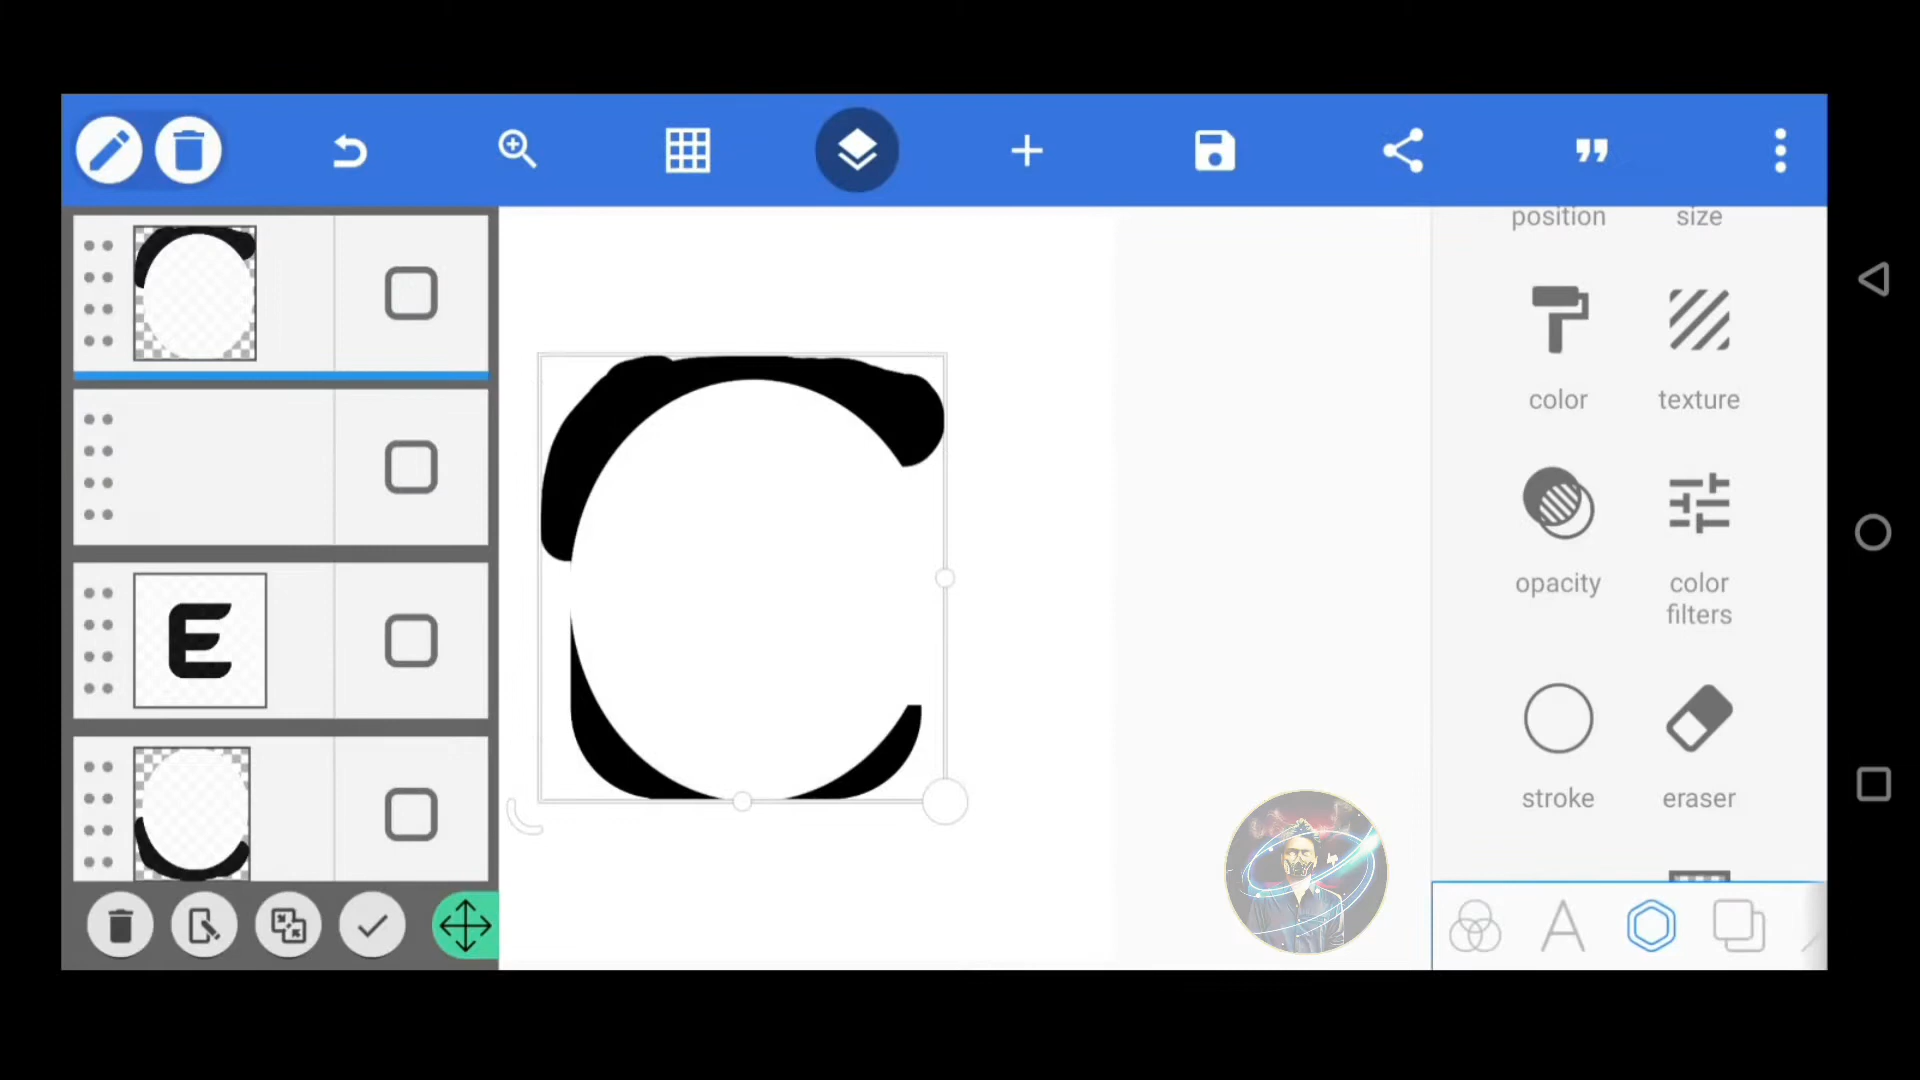 position size
color texture
E
opacity color
filters
stroke eraser
A